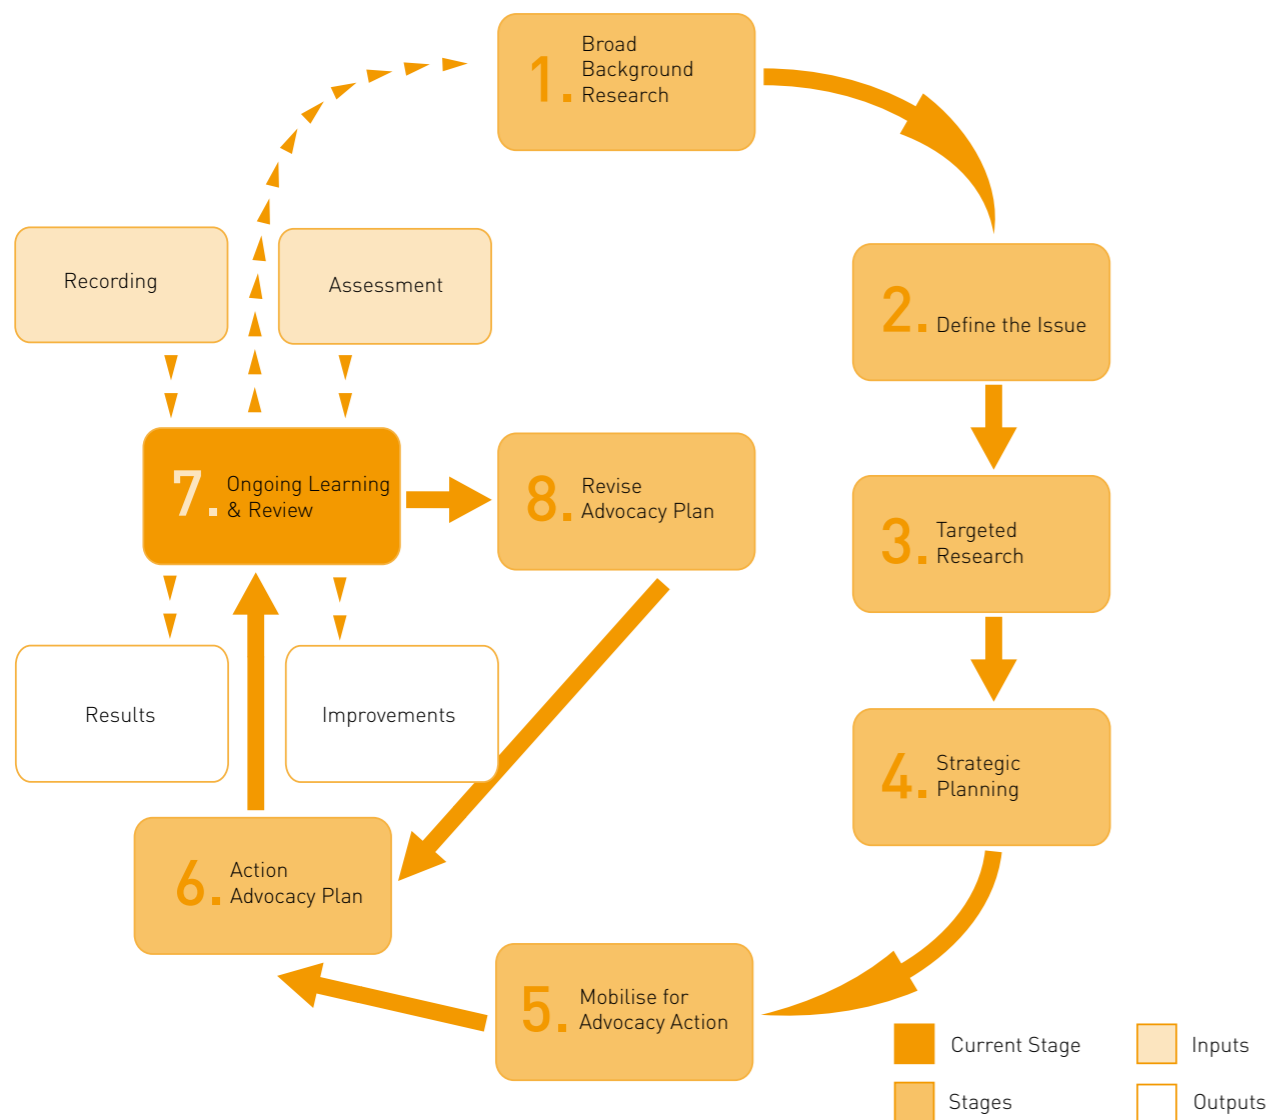 1. Broad
Background
Research
Recording
Assessment
2. Define the Issue
7. Ongoing Learning
& Review
8. Revise
Advocacy Plan
3. Targeted
Research
Results
Improvements
4. Strategic
Planning
6. Action
Advocacy Plan
5. Mobilise for
Advocacy Action
Current Stage
Inputs
Stages
Outputs